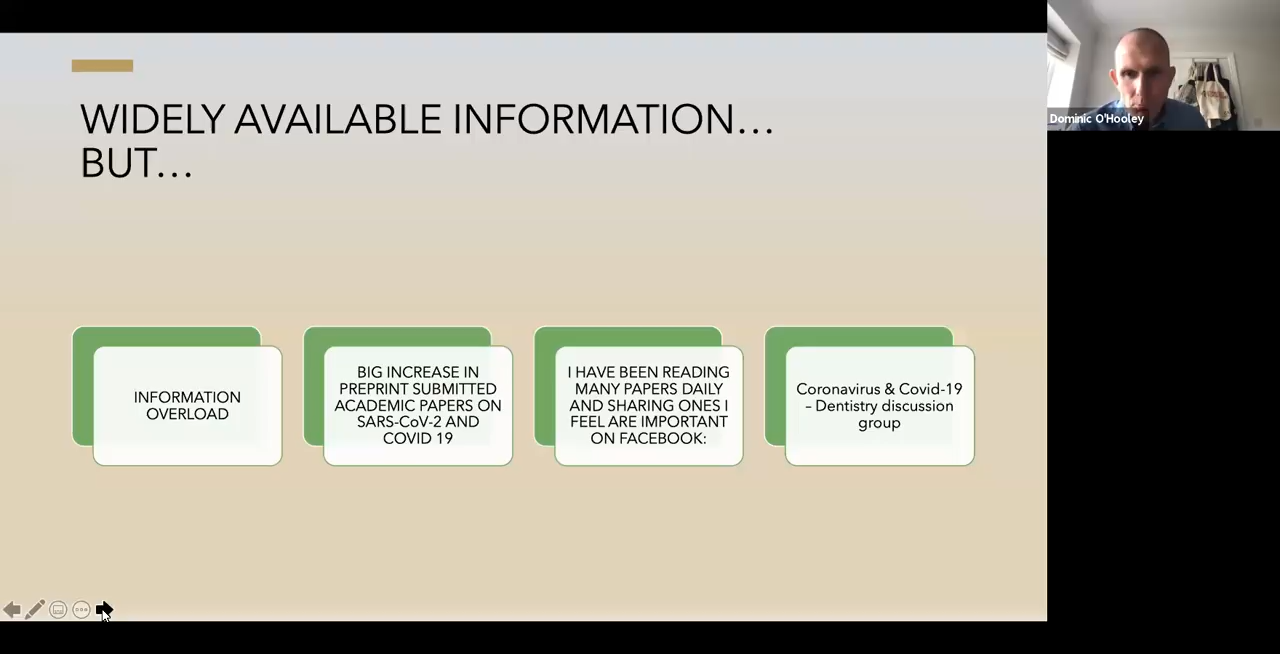 WIDELY AVAILABLE INFORMATION…
BUT…
INFORMATION
OVERLOAD
BIG INCREASE IN
PREPRINT SUBMITTED
ACADEMIC PAPERS ON
SARS-CoV-2 AND
COVID 19
I HAVE BEEN READING
MANY PAPERS DAILY
AND SHARING ONES I
FEEL ARE IMPORTANT
ON FACEBOOK:
Coronavirus & Covid-19
– Dentistry discussion
group
Dominic O'Hooley